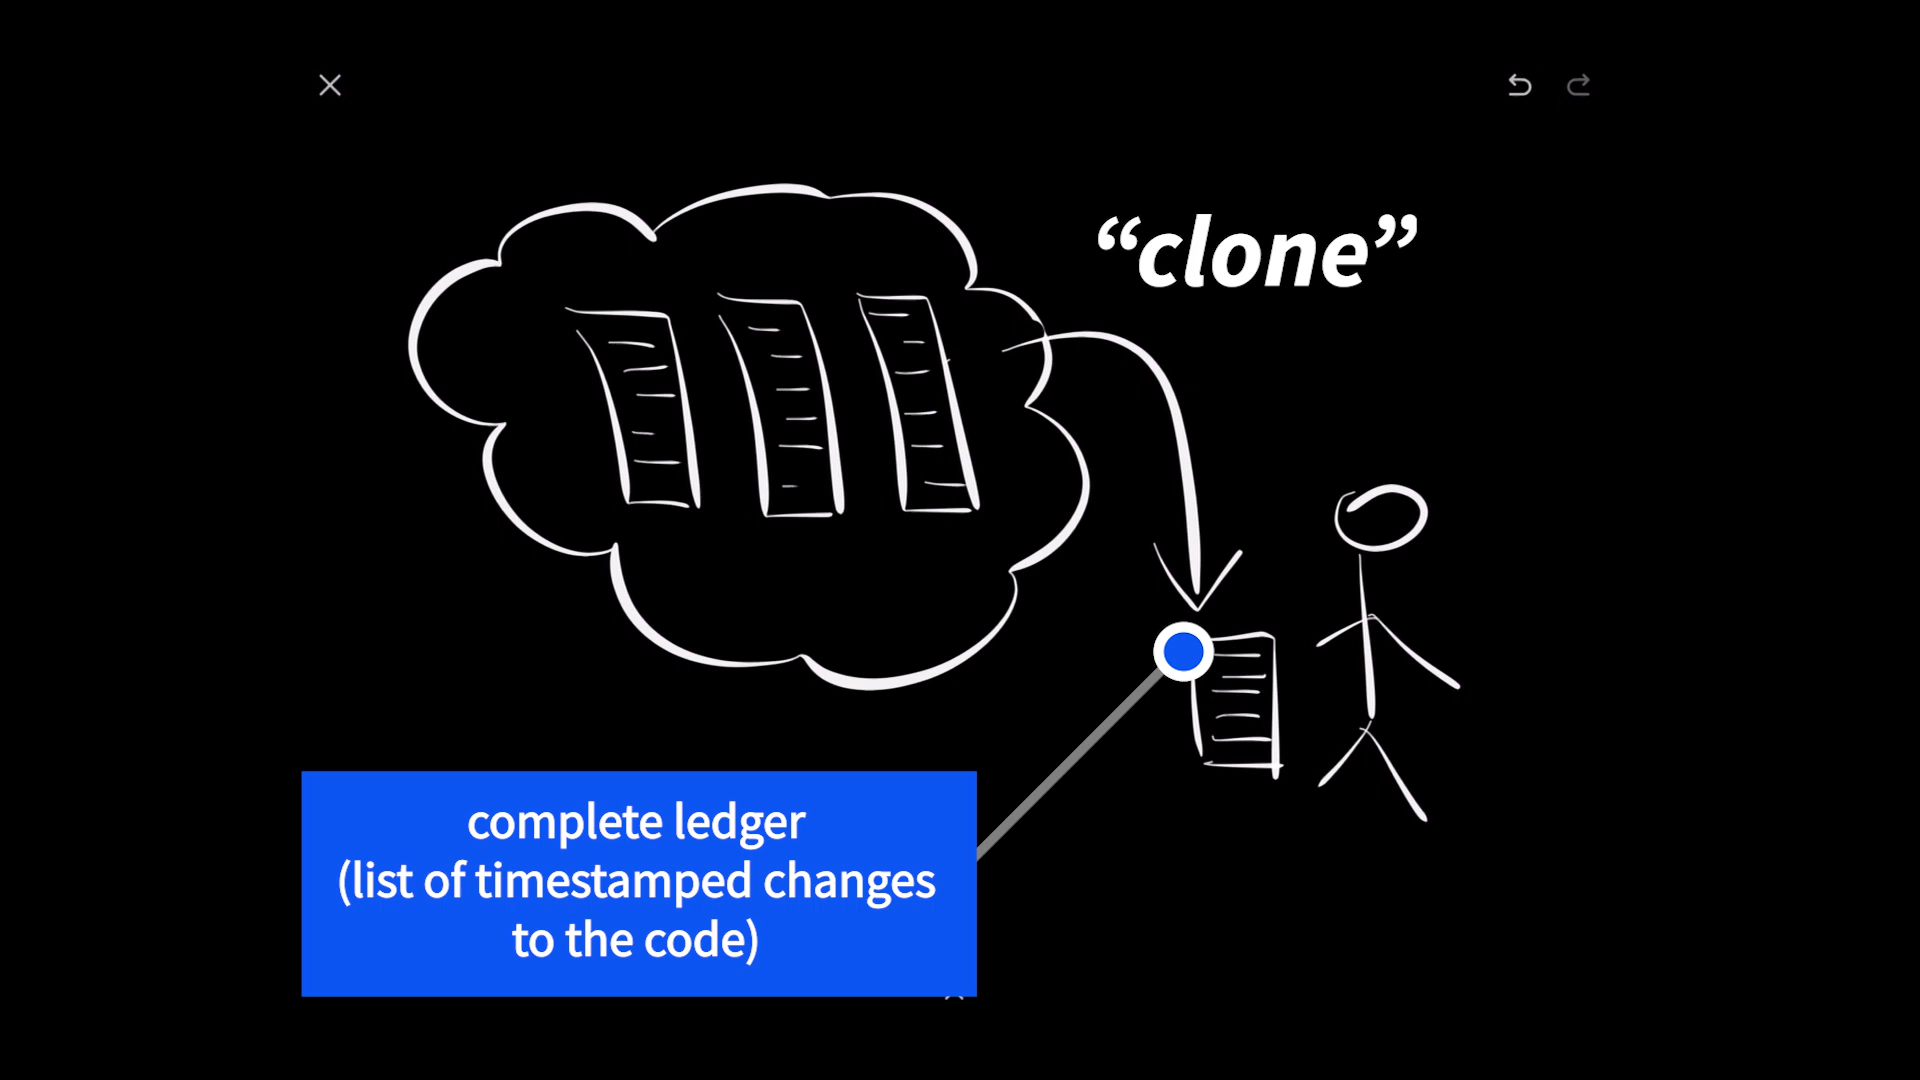 “clone”
complete ledger
(list of timestamped changes
to the code)